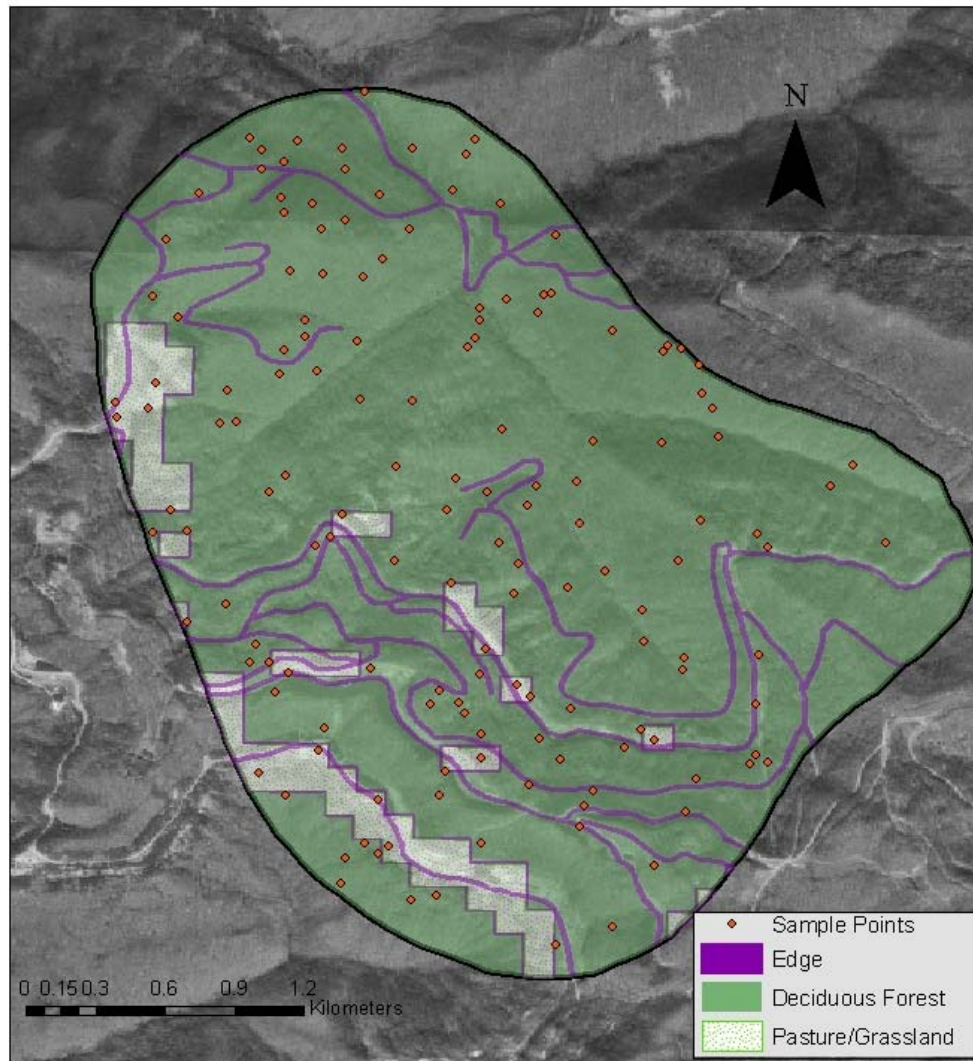 N
Sample Points
Edge
Deciduous Forest
Pasture/Grassland
0 0.15 0.3 0.6 0.9 1.2
Kilometers